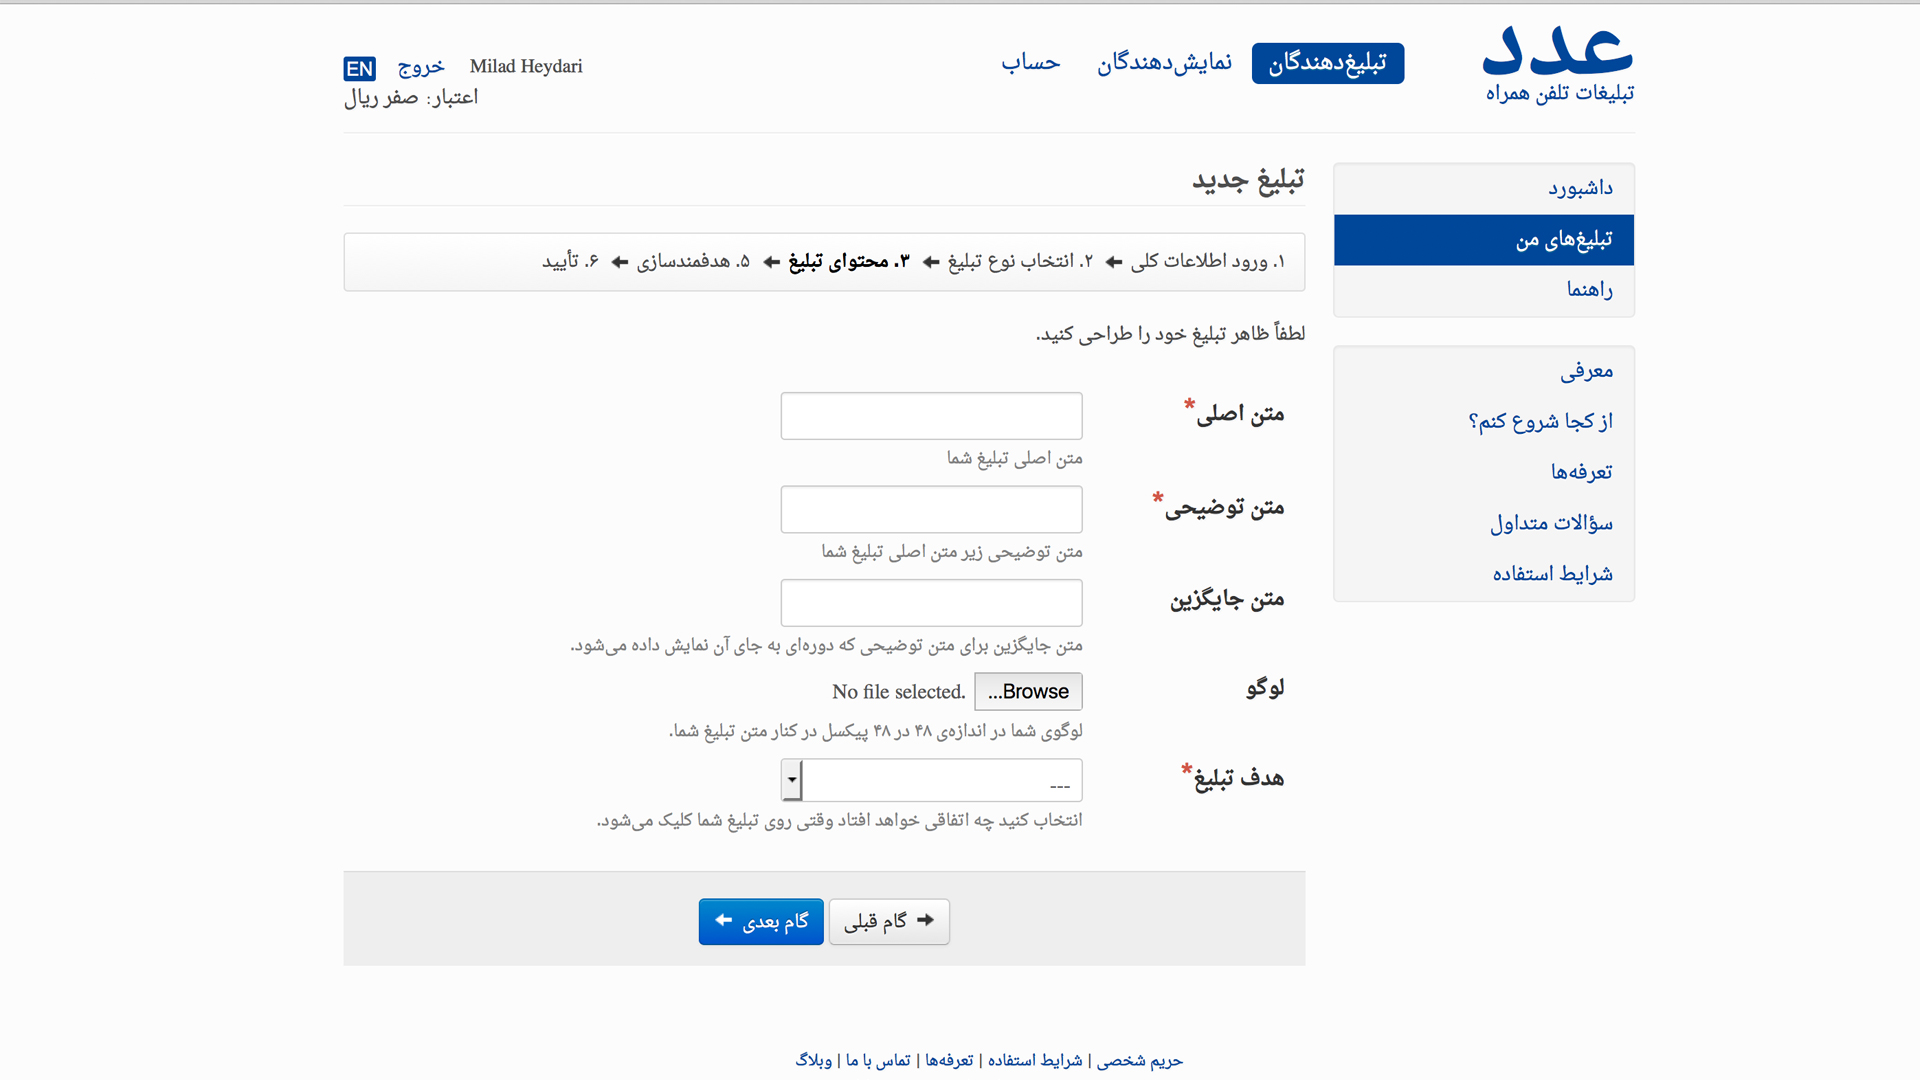 عدد
تبلیغات تلفن همراه
تبلیغ‌دهندگان
نمایش‌دهندگان
حساب
Milad Heydari
خروج
EN
اعتبار: صفر ریال
داشبورد
تبلیغ‌های من
راهنما
معرفی
از کجا شروع کنم؟
تعرفه‌ها
سؤالات متداول
شرایط استفاده
تبلیغ جدید
۱. ورود اطلاعات کلی ← ۲. انتخاب نوع تبلیغ ← ۳. محتوای تبلیغ ← ۵. هدفمندسازی ← ۶. تأیید
لطفاً ظاهر تبلیغ خود را طراحی کنید.
متن اصلی*
متن اصلی تبلیغ شما
متن توضیحی*
متن توضیحی زیر متن اصلی تبلیغ شما
متن جایگزین
متن جایگزین برای متن توضیحی که دوره‌ای به جای آن نمایش داده می‌شود.
لوگو
Browse...
No file selected.
لوگوی شما در اندازه‌ی ۴۸ در ۴۸ پیکسل در کنار متن تبلیغ شما.
هدف تبلیغ*
---
انتخاب کنید چه اتفاقی خواهد افتاد وقتی روی تبلیغ شما کلیک می‌شود.
→ گام قبلی
گام بعدی ←
حریم شخصی | شرایط استفاده | تعرفه‌ها | تماس با ما | وبلاگ